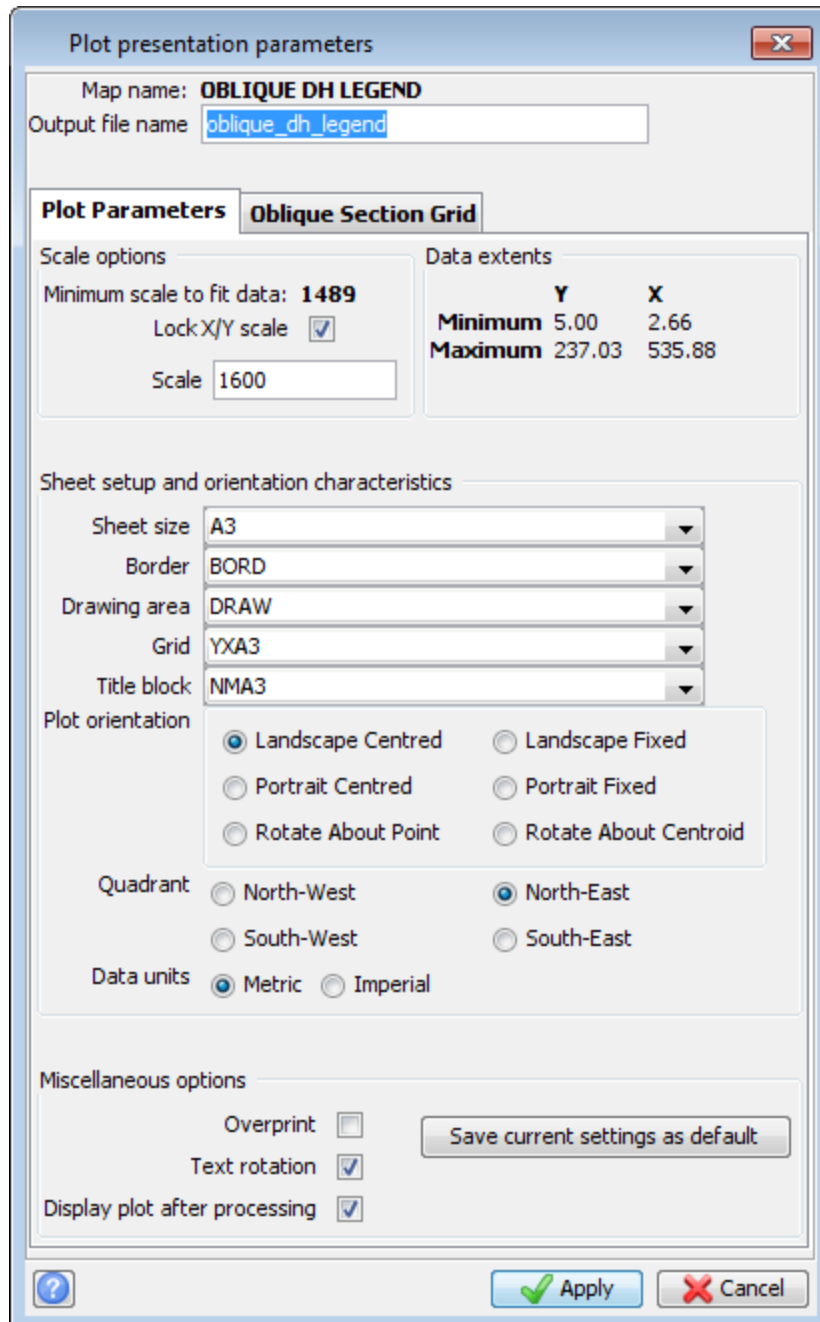 Plot presentation parameters
Map name: OBLIQUE DH LEGEND
Output file name oblique_dh_legend
Plot Parameters Oblique Section Grid
Scale options Data extents
Minimum scale to fit data: 1489 Y X
Lock X/Y scale Minimum 5.00 2.66
Maximum 237.03 535.88
Scale 1600
Sheet setup and orientation characteristics
Sheet size A3
Border BORD
Drawing area DRAW
Grid YXA3
Title block NMA3
Plot orientation
Landscape Centred Landscape Fixed
Portrait Centred Portrait Fixed
Rotate About Point Rotate About Centroid
Quadrant North-West North-East
South-West South-East
Data units Metric Imperial
Miscellaneous options
Overprint Save current settings as default
Text rotation
Display plot after processing
? Apply Cancel